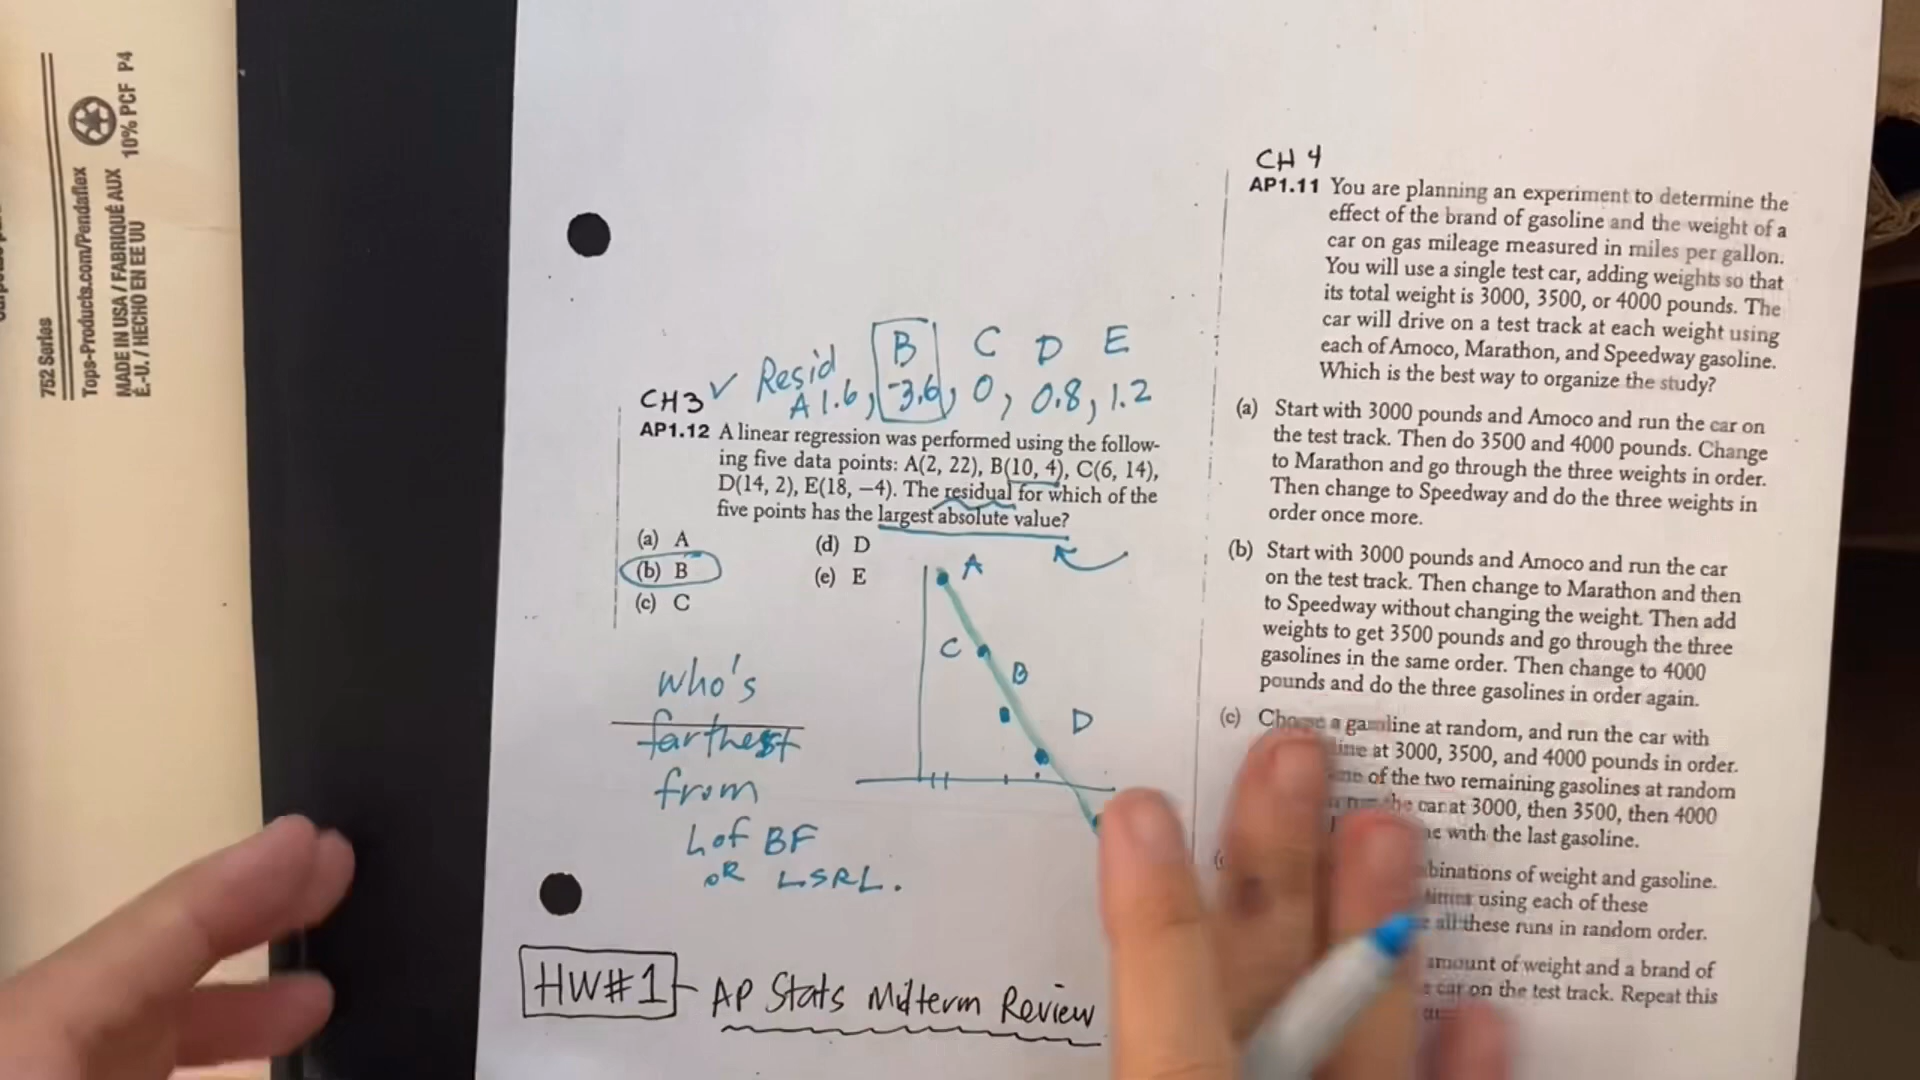 752 Series
Tops-Products.com/Pendaflex
MADE IN USA / FABRIQUÉ AUX
É.-U. / HECHO EN EE UU
10% PCF P4
CH3 ✓ Resid
B C D E
A 1.6, -3.6, 0, 0.8, 1.2
AP1.12 A linear regression was performed using the follow-
ing five data points: A(2, 22), B(10, 4), C(6, 14),
D(14, 2), E(18, −4). The residual for which of the
five points has the largest absolute value?
(a) A
(b) B
(c) C
(d) D
(e) E
A
C
B
D
who's
farthest
from
L of BF
OR LSRL.
HW#1 - AP Stats Midterm Review
CH 4
AP1.11 You are planning an experiment to determine the
effect of the brand of gasoline and the weight of a
car on gas mileage measured in miles per gallon.
You will use a single test car, adding weights so that
its total weight is 3000, 3500, or 4000 pounds. The
car will drive on a test track at each weight using
each of Amoco, Marathon, and Speedway gasoline.
Which is the best way to organize the study?
(a) Start with 3000 pounds and Amoco and run the car on
the test track. Then do 3500 and 4000 pounds. Change
to Marathon and go through the three weights in order.
Then change to Speedway and do the three weights in
order once more.
(b) Start with 3000 pounds and Amoco and run the car
on the test track. Then change to Marathon and then
to Speedway without changing the weight. Then add
weights to get 3500 pounds and go through the three
gasolines in the same order. Then change to 4000
pounds and do the three gasolines in order again.
(c) Choose a gasoline at random, and run the car with
at 3000, 3500, and 4000 pounds in order.
of the two remaining gasolines at random
the car at 3000, then 3500, then 4000
with the last gasoline.
of weight and gasoline.
using each of these
all these runs in random order.
amount of weight and a brand of
car on the test track. Repeat this